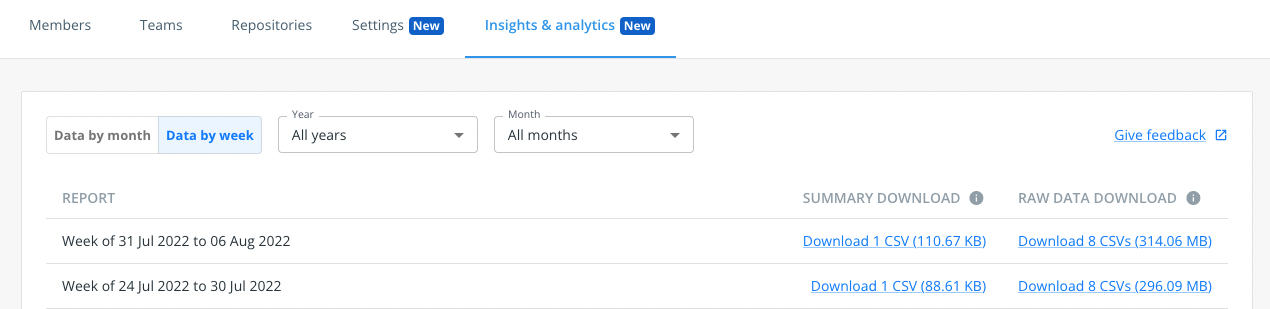 Members Teams Repositories Settings New Insights & analytics New
Year Month
Data by month Data by week All years All months Give feedback
REPORT SUMMARY DOWNLOAD RAW DATA DOWNLOAD
Week of 31 Jul 2022 to 06 Aug 2022 Download 1 CSV (110.67 KB) Download 8 CSVs (314.06 MB)
Week of 24 Jul 2022 to 30 Jul 2022 Download 1 CSV (88.61 KB) Download 8 CSVs (296.09 MB)